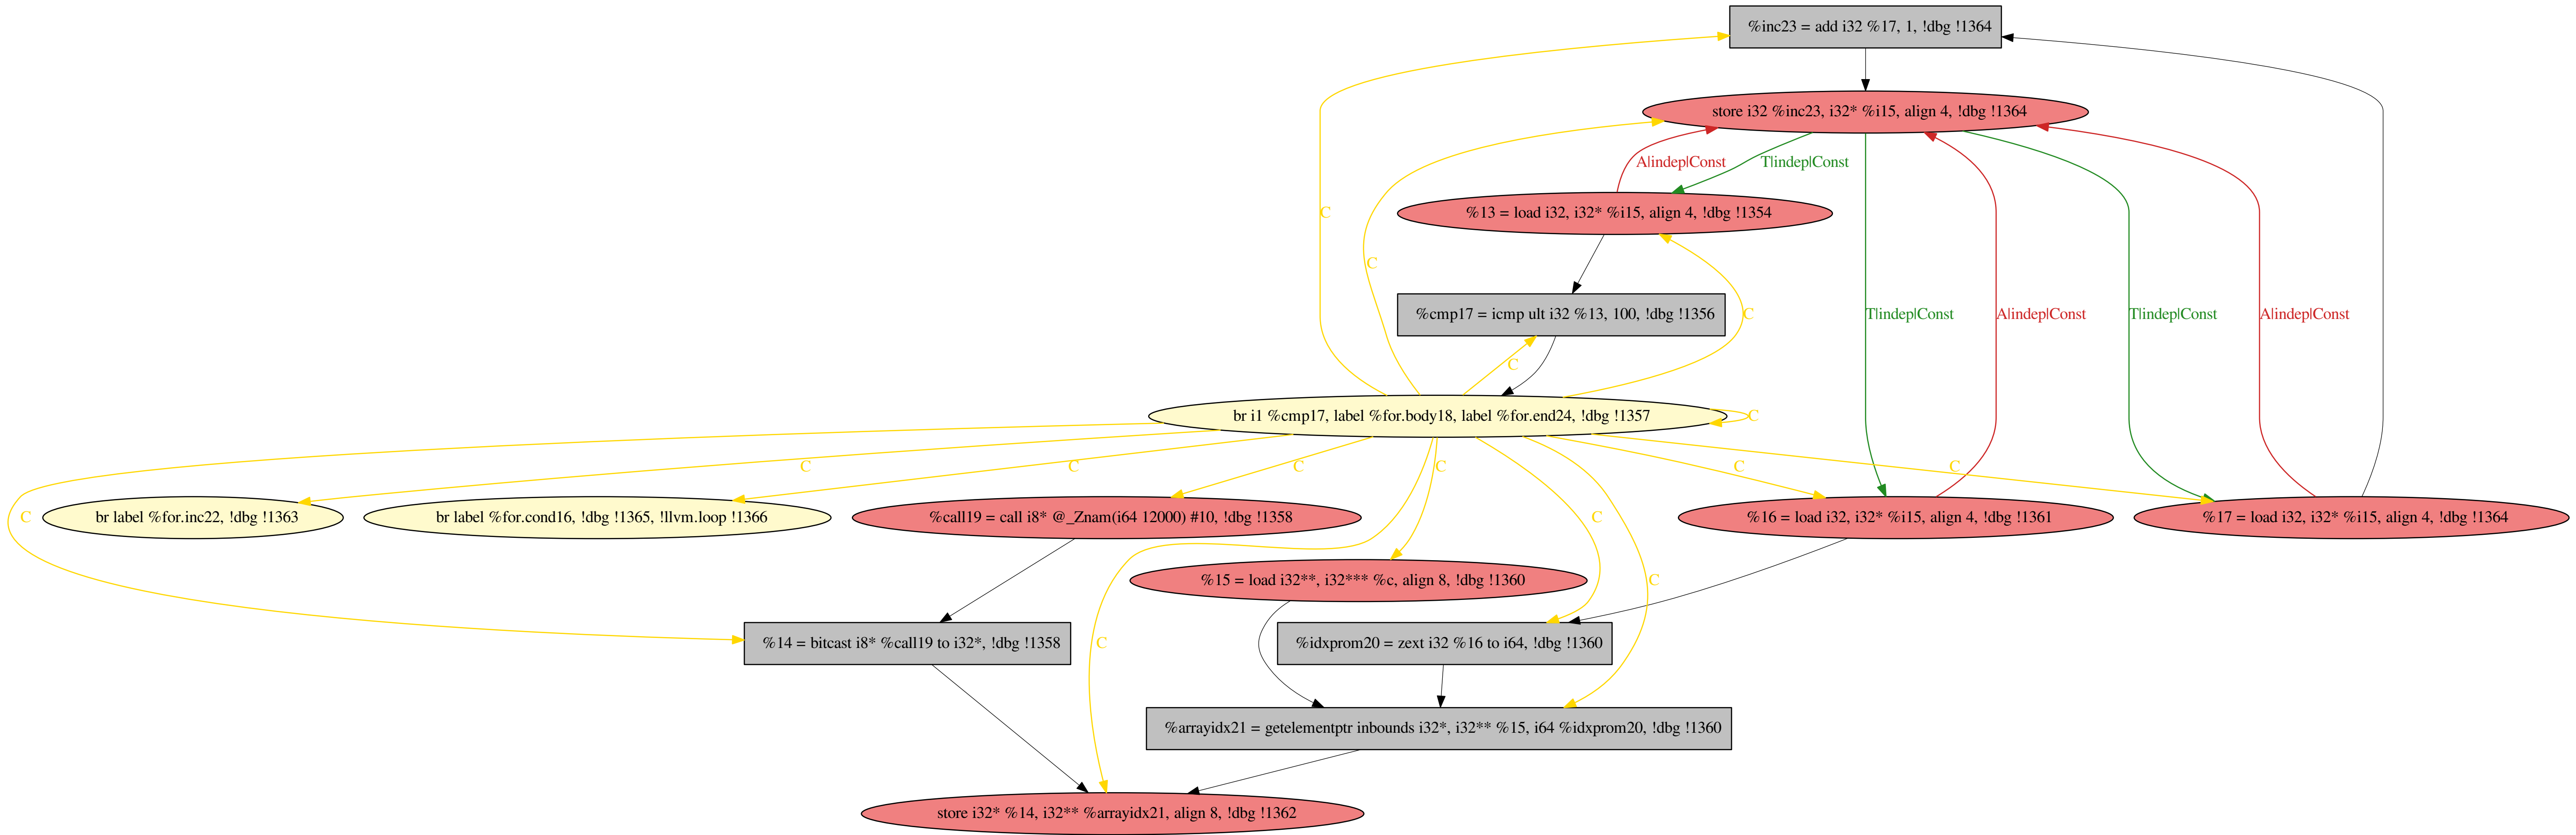 %inc23 = add i32 %17, 1, !dbg !1364
store i32 %inc23, i32* %i15, align 4, !dbg !1364
A|indep|Const
T|indep|Const
C
%13 = load i32, i32* %i15, align 4, !dbg !1354
C
%cmp17 = icmp ult i32 %13, 100, !dbg !1356
C
T|indep|Const
A|indep|Const
T|indep|Const
A|indep|Const
C
br i1 %cmp17, label %for.body18, label %for.end24, !dbg !1357
C
C
C
C
C
C
C
C
br label %for.inc22, !dbg !1363
br label %for.cond16, !dbg !1365, !llvm.loop !1366
%call19 = call i8* @_Znam(i64 12000) #10, !dbg !1358
C
%16 = load i32, i32* %i15, align 4, !dbg !1361
%17 = load i32, i32* %i15, align 4, !dbg !1364
%15 = load i32**, i32*** %c, align 8, !dbg !1360
C
%14 = bitcast i8* %call19 to i32*, !dbg !1358
C
%idxprom20 = zext i32 %16 to i64, !dbg !1360
%arrayidx21 = getelementptr inbounds i32*, i32** %15, i64 %idxprom20, !dbg !1360
store i32* %14, i32** %arrayidx21, align 8, !dbg !1362